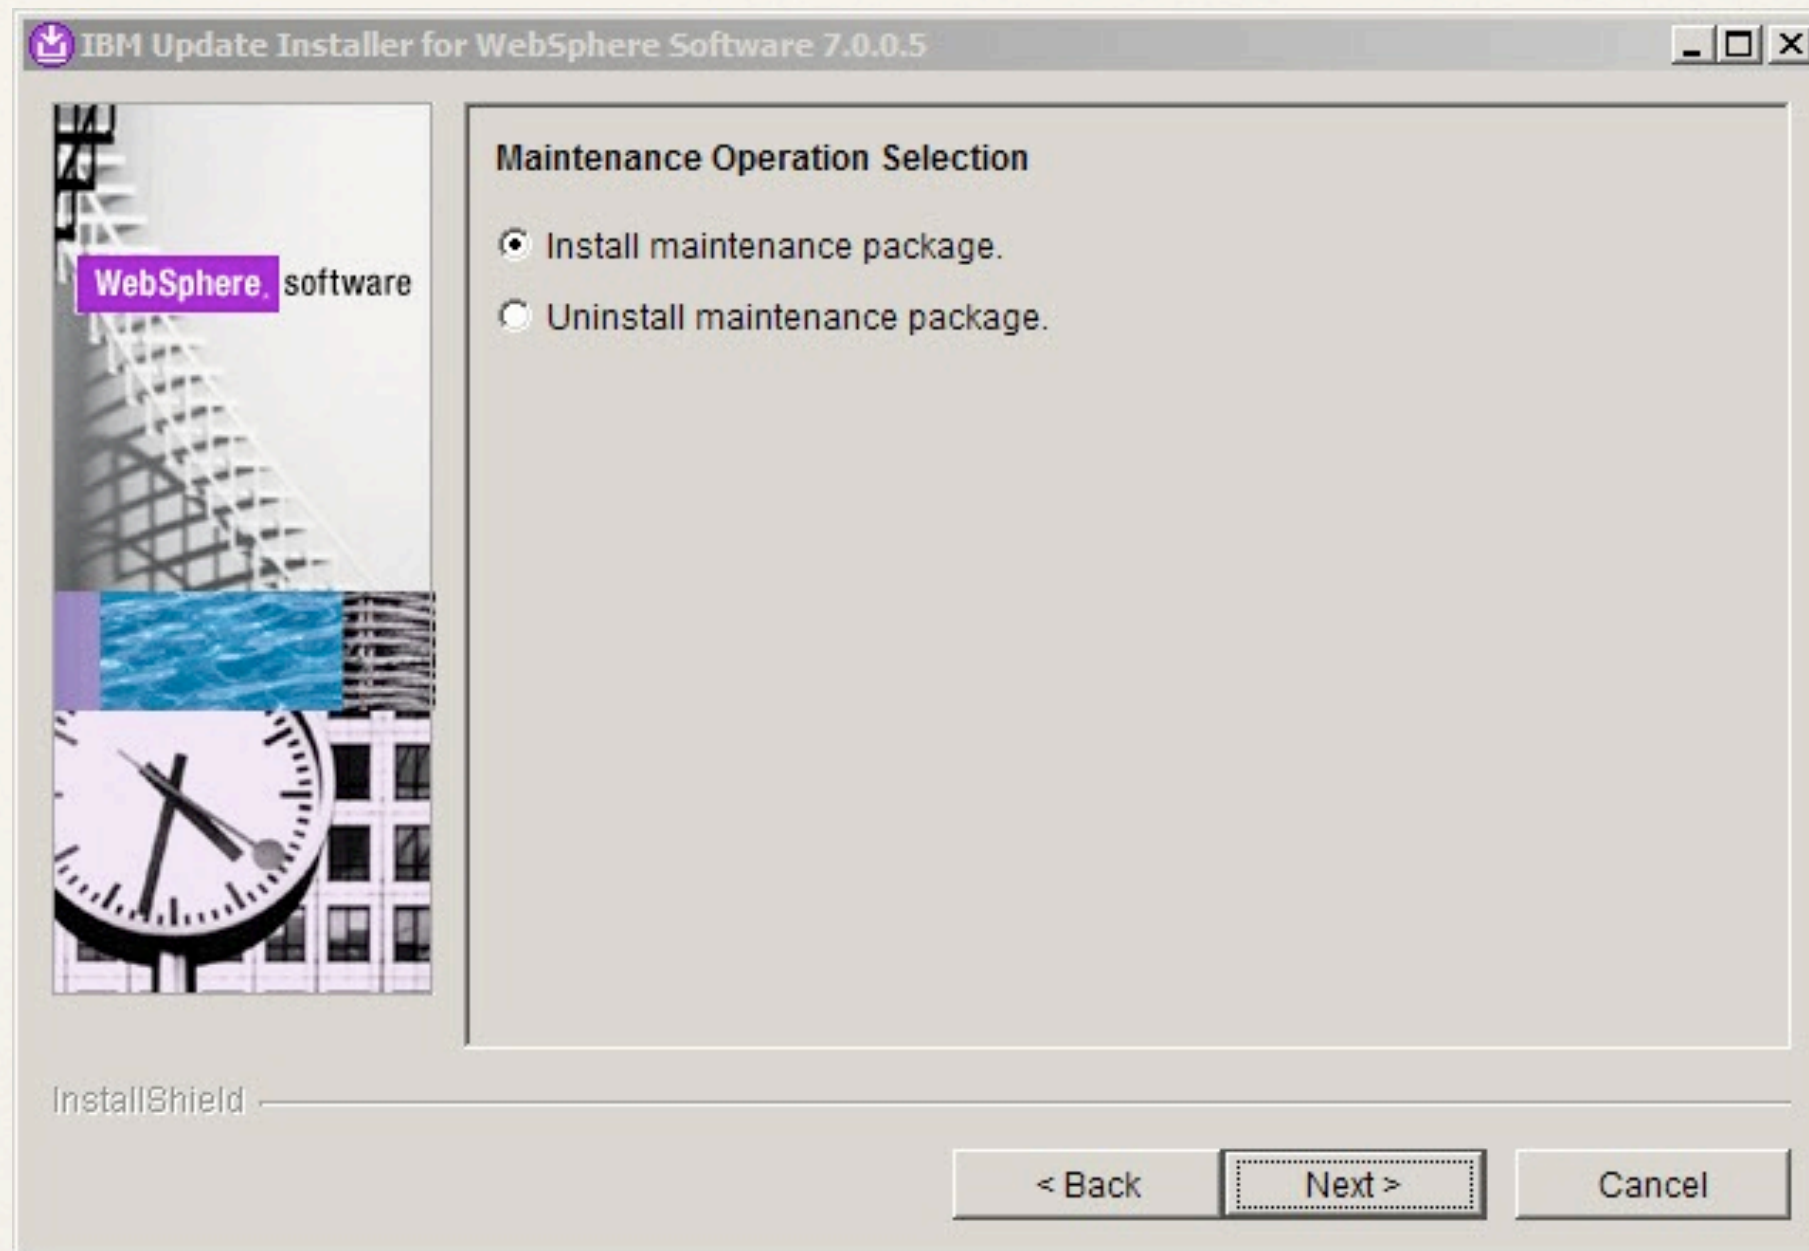 IBM Update Installer for WebSphere Software 7.0.0.5
WebSphere. software
Maintenance Operation Selection
Install maintenance package.
Uninstall maintenance package.
InstallShield
< Back
Next >
Cancel